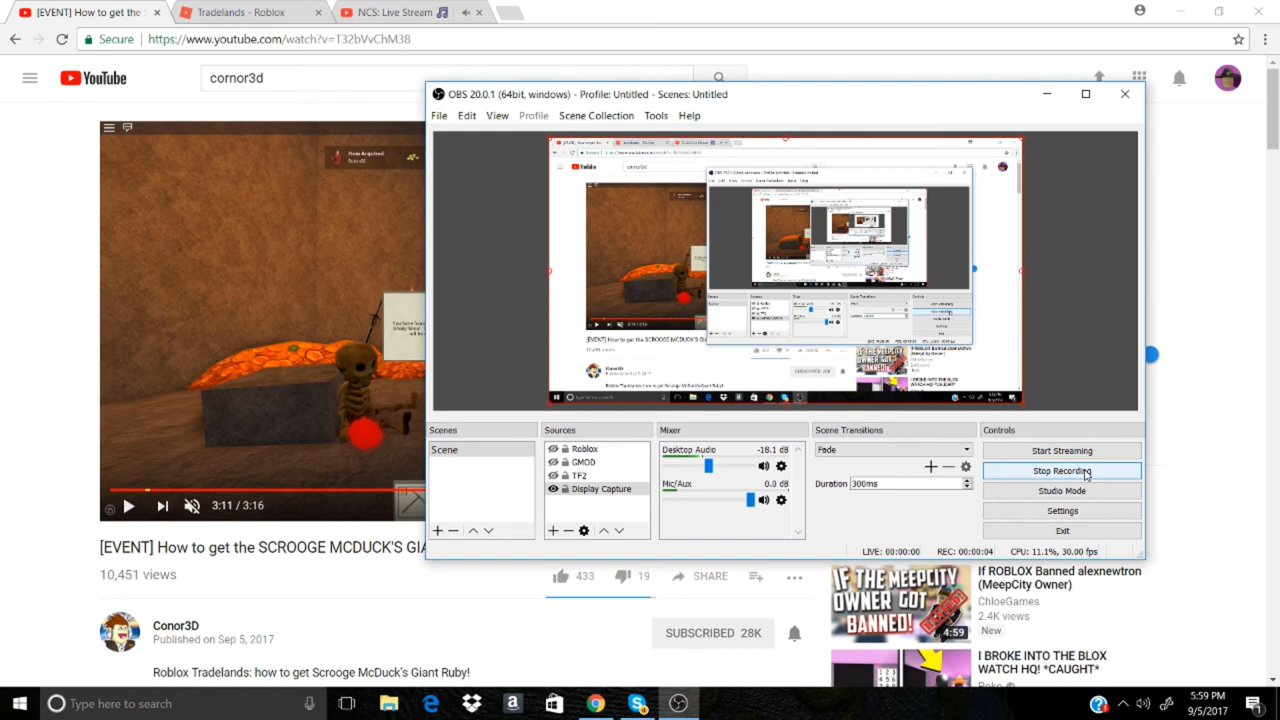 [EVENT] How to get the S
Tradelands - Roblox
NCS: Live Stream
Secure
https://www.youtube.com/watch?v=T32bVvChM38
YouTube
cornor3d
OBS 20.0.1 (64bit, windows) - Profile: Untitled - Scenes: Untitled
File Edit View Profile Scene Collection Tools Help
Item Acquired
You have fo
Scenes
Sources
Mixer
Scene Transitions
Controls
Scene
Roblox
GMOD
TF2
Display Capture
Desktop Audio -18.1 dB
Mic/Aux 0.0 dB
Fade
Duration 300ms
Start Streaming
Stop Recording
Studio Mode
Settings
Exit
LIVE: 00:00:00 REC: 00:00:04 CPU: 11.1%, 30.00 fps
3:11 / 3:16
[EVENT] How to get the SCROOGE MCDUCK'S GI
10,451 views
433
19
SHARE
Conor3D
Published on Sep 5, 2017
SUBSCRIBED 28K
Roblox Tradelands: how to get Scrooge McDuck's Giant Ruby!
IF THE MEEPCITY OWNER GOT BANNED!
4:59
If ROBLOX Banned alexnewtron (MeepCity Owner)
ChloeGames
2.4K views
New
I BROKE INTO THE BLOX WATCH HQ! *CAUGHT*
Type here to search
5:59 PM
9/5/2017